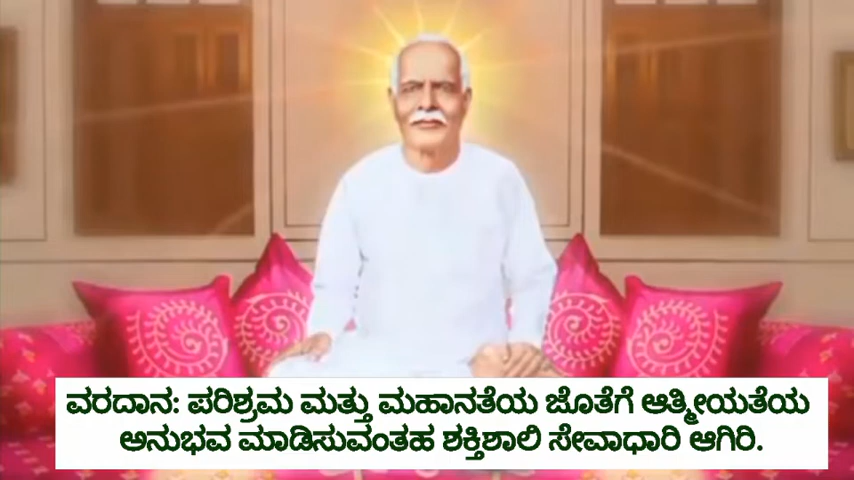 ವರದಾನ: ಪರಿಶ್ರಮ ಮತ್ತು ಮಹಾನತೆಯ ಜೊತೆಗೆ ಆತ್ಮೀಯತೆಯ
ಅನುಭವ ಮಾಡಿಸುವಂತಹ ಶಕ್ತಿಶಾಲಿ ಸೇವಾಧಾರಿ ಆಗಿರಿ.